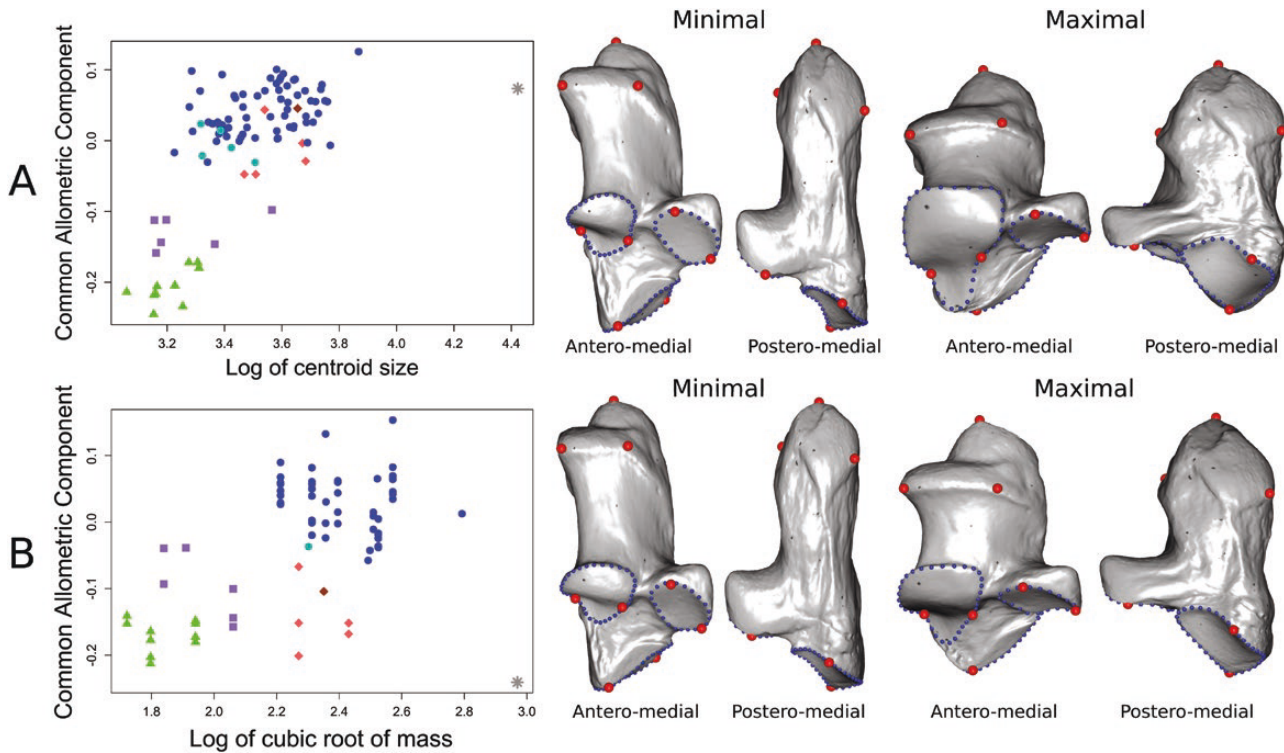 A
Common Allometric Component
0.1
0.0
-0.1
-0.2
3.2 3.4 3.6 3.8 4.0 4.2 4.4
Log of centroid size
Minimal Maximal
Antero-medial Postero-medial Antero-medial Postero-medial
B
Common Allometric Component
0.1
0.0
-0.1
-0.2
1.8 2.0 2.2 2.4 2.6 2.8 3.0
Log of cubic root of mass
Minimal Maximal
Antero-medial Postero-medial Antero-medial Postero-medial